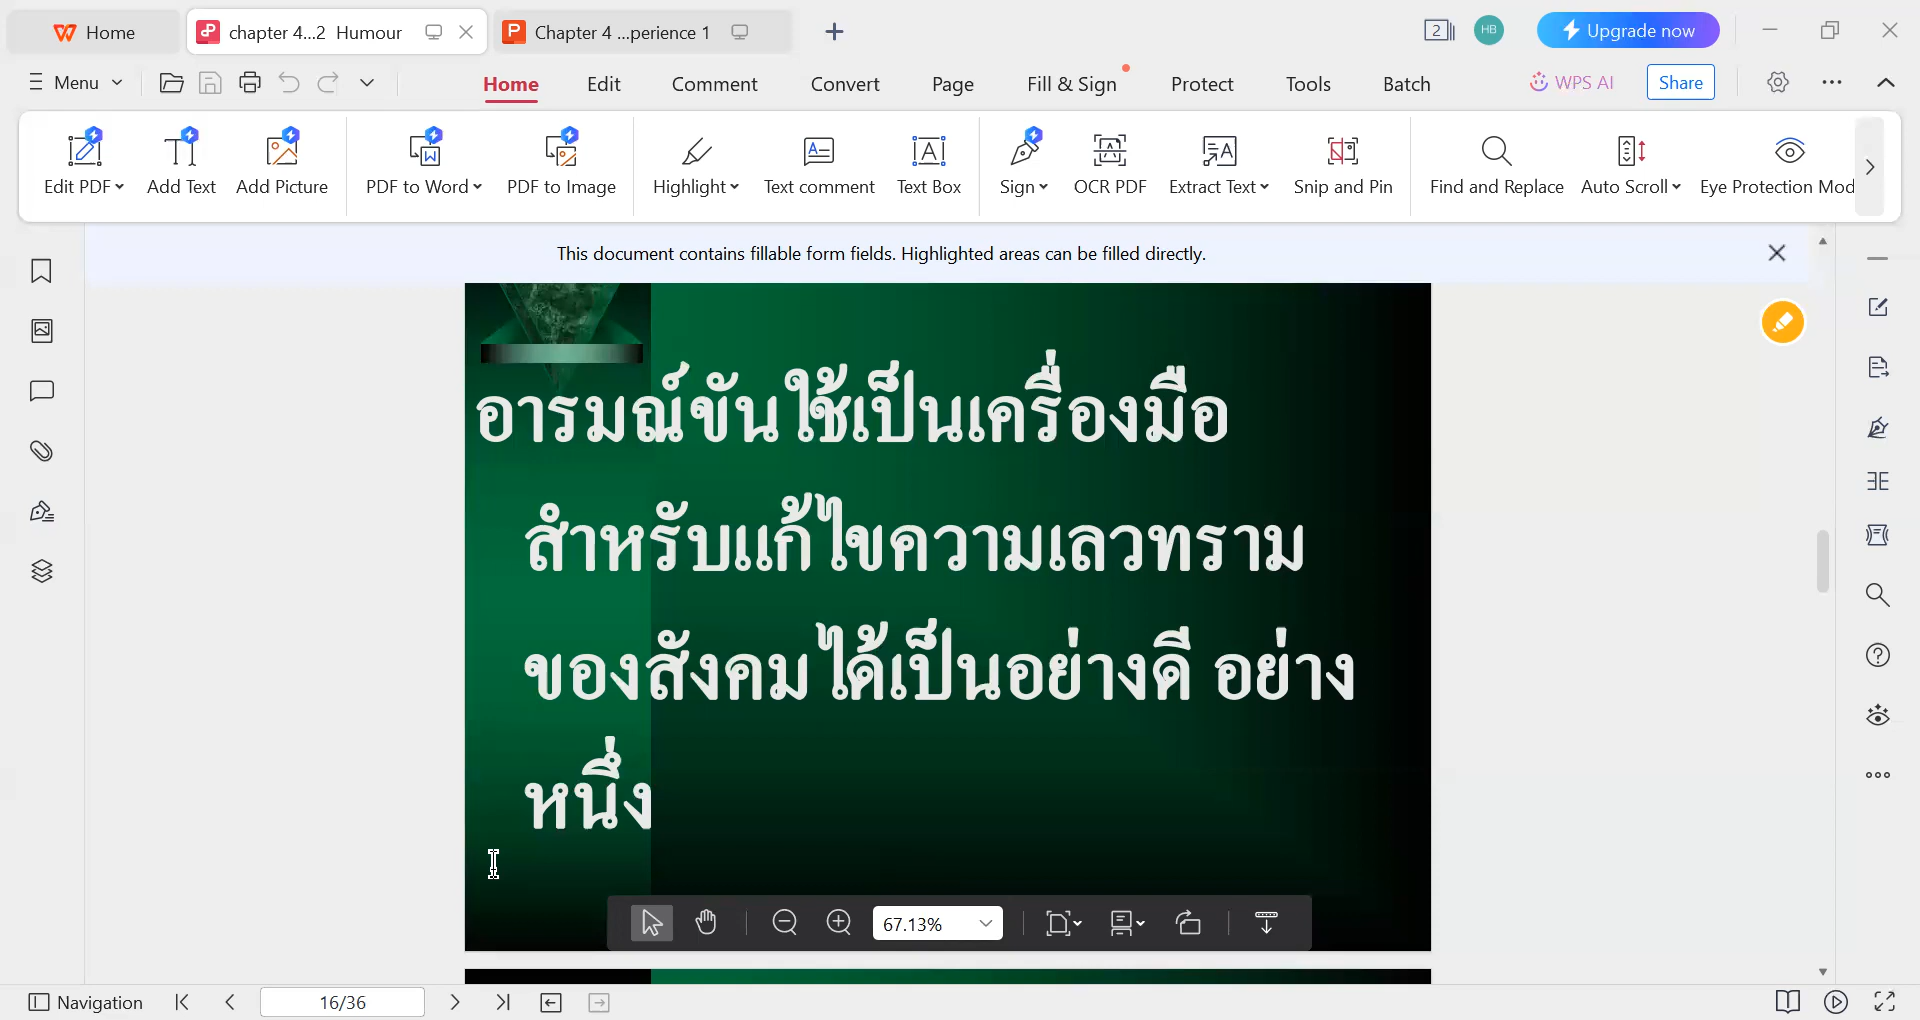 Home
chapter 4...2 Humour
Chapter 4 ...perience 1
2
HB
Upgrade now
Menu
Home
Edit
Comment
Convert
Page
Fill & Sign
Protect
Tools
Batch
WPS AI
Share
Edit PDF
Add Text
Add Picture
PDF to Word
PDF to Image
Highlight
Text comment
Text Box
Sign
OCR PDF
Extract Text
Snip and Pin
Find and Replace
Auto Scroll
Eye Protection Mod
This document contains fillable form fields. Highlighted areas can be filled directly.
อารมณ์ขันใช้เป็นเครื่องมือ
สำหรับแก้ไขความเลวทราม
ของสังคมได้เป็นอย่างดี อย่าง
หนึ่ง
67.13%
Navigation
16/36